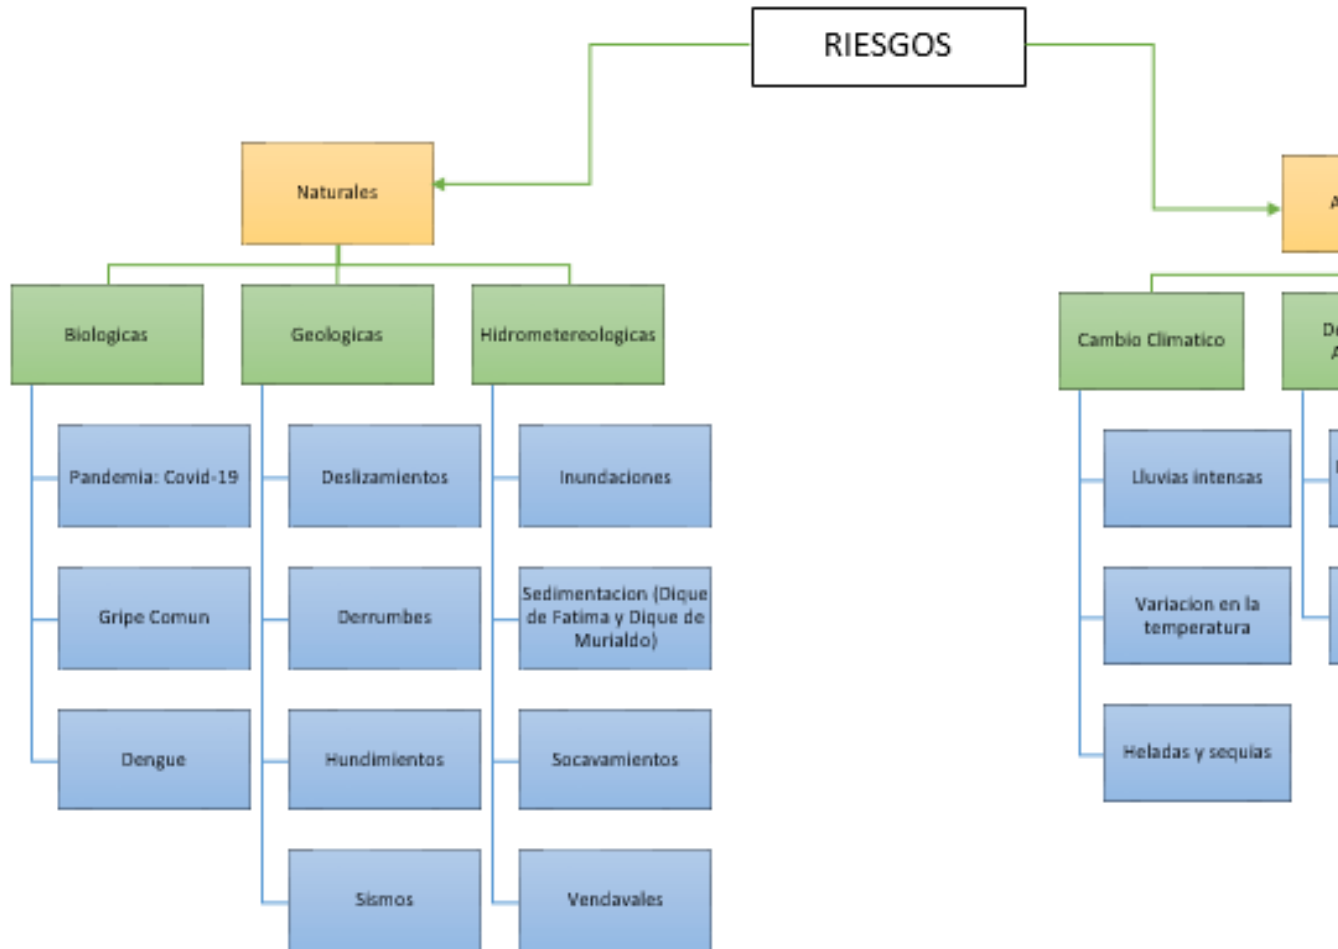 RIESGOS
Naturales
Biologicas
Geologicas
Hidrometereologicas
Cambio Climatico
Pandemia: Covid-19
Deslizamientos
Inundaciones
Lluvias intensas
Gripe Comun
Derrumbes
Sedimentacion (Dique
de Fatima y Dique de
Murialdo)
Variacion en la
temperatura
Dengue
Hundimientos
Socavamientos
Heladas y sequias
Sismos
Vendavales